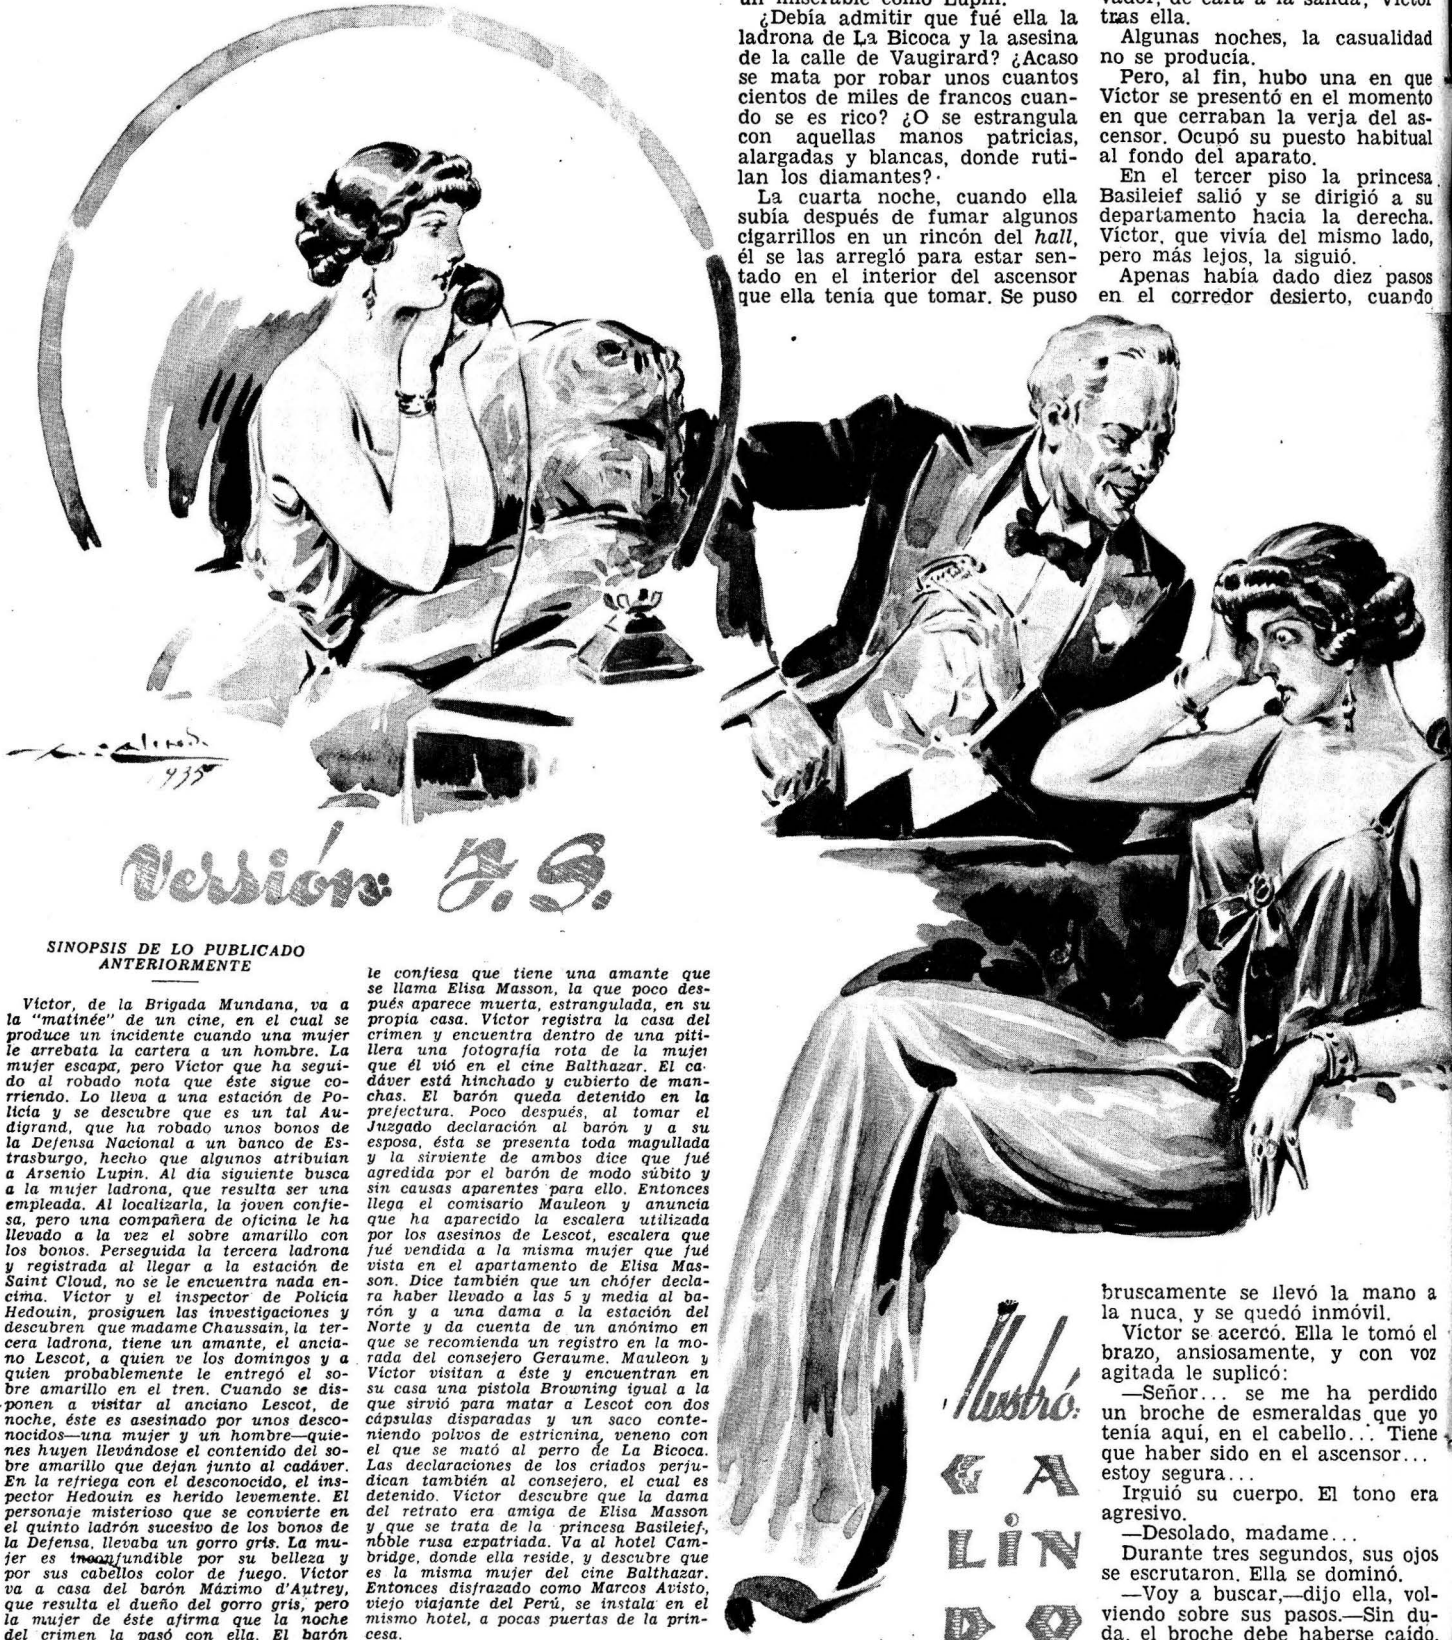 ¿Debía admitir que fué ella la
ladrona de La Bicoca y la asesina
de la calle de Vaugirard? ¿Acaso
se mata por robar unos cuantos
cientos de miles de francos cuan-
do se es rico? ¿O se estrangula
con aquellas manos patricias,
alargadas y blancas, donde ruti-
lan los diamantes?
La cuarta noche, cuando ella
subía después de fumar algunos
cigarrillos en un rincón del hall,
él se las arregló para estar sen-
tado en el interior del ascensor
que ella tenía que tomar. Se puso
tras ella.
Algunas noches, la casualidad
no se producía.
Pero, al fin, hubo una en que
Víctor se presentó en el momento
en que cerraban la verja del as-
censor. Ocupó su puesto habitual
al fondo del aparato.
En el tercer piso la princesa
Basileief salió y se dirigió a su
departamento hacia la derecha.
Víctor, que vivía del mismo lado,
pero más lejos, la siguió.
Apenas había dado diez pasos
en el corredor desierto, cuando
1935
Versión: J. S.
SINOPSIS DE LO PUBLICADO
ANTERIORMENTE
Víctor, de la Brigada Mundana, va a
la "matinée" de un cine, en el cual se
produce un incidente cuando una mujer
le arrebata la cartera a un hombre. La
mujer escapa, pero Víctor que ha segui-
do al robado nota que éste sigue co-
rriendo. Lo lleva a una estación de Po-
licía y se descubre que es un tal Au-
digrand, que ha robado unos bonos de
la Defensa Nacional a un banco de Es-
trasburgo, hecho que algunos atribuían
a Arsenio Lupin. Al día siguiente busca
a la mujer ladrona, que resulta ser una
empleada. Al localizarla, la joven confie-
sa, pero una compañera de oficina le ha
llevado a la vez el sobre amarillo con
los bonos. Perseguida la tercera ladrona
y registrada al llegar a la estación de
Saint Cloud, no se le encuentra nada en-
cima. Víctor y el inspector de Policía
Hedouin, prosiguen las investigaciones y
descubren que madame Chaussain, la ter-
cera ladrona, tiene un amante, el ancia-
no Lescot, a quien ve los domingos y a
quien probablemente le entregó el so-
bre amarillo en el tren. Cuando se dis-
ponen a visitar al anciano Lescot, de
noche, éste es asesinado por unos desco-
nocidos—una mujer y un hombre—quie-
nes huyen llevándose el contenido del so-
bre amarillo que dejan junto al cadáver.
En la refriega con el desconocido, el ins-
pector Hedouin es herido levemente. El
personaje misterioso que se convierte en
el quinto ladrón sucesivo de los bonos de
la Defensa, llevaba un gorro gris. La mu-
jer es inconfundible por su belleza y
por sus cabellos color de fuego. Víctor
va a casa del barón Máximo d'Autrey,
que resulta el dueño del gorro gris, pero
la mujer de éste afirma que la noche
del crimen la pasó con ella. El barón
le confiesa que tiene una amante que
se llama Elisa Masson, la que poco des-
pués aparece muerta, estrangulada, en su
propia casa. Víctor registra la casa del
crimen y encuentra dentro de una piti-
llera una fotografía rota de la mujer
que él vió en el cine Balthazar. El ca-
dáver está hinchado y cubierto de man-
chas. El barón queda detenido en la
prefectura. Poco después, al tomar el
Juzgado declaración al barón y a su
esposa, ésta se presenta toda magullada
y la sirviente de ambos dice que fué
agredida por el barón de modo súbito y
sin causas aparentes para ello. Entonces
llega el comisario Mauleon y anuncia
que ha aparecido la escalera utilizada
por los asesinos de Lescot, escalera que
fué vendida a la misma mujer que fué
vista en el apartamento de Elisa Mas-
son. Dice también que un chófer decla-
ra haber llevado a las 5 y media al ba-
rón y a una dama a la estación del
Norte y da cuenta de un anónimo en
que se recomienda un registro en la mo-
rada del consejero Geraume. Mauleon y
Víctor visitan a éste y encuentran en
su casa una pistola Browning igual a la
que sirvió para matar a Lescot con dos
cápsulas disparadas y un saco conte-
niendo polvos de estricnina, veneno con
el que se mató al perro de La Bicoca.
Las declaraciones de los criados perju-
dican también al consejero, el cual es
detenido. Víctor descubre que la dama
del retrato era amiga de Elisa Masson
y que se trata de la princesa Basileief,
noble rusa expatriada. Va al hotel Cam-
bridge, donde ella reside, y descubre que
es la misma mujer del cine Balthazar.
Entonces disfrazado como Marcos Avisto,
viejo viajante del Perú, se instala en el
mismo hotel, a pocas puertas de la prin-
cesa.
Ilustró:
GA
LIN
DO
bruscamente se llevó la mano a
la nuca, y se quedó inmóvil.
Víctor se acercó. Ella le tomó el
brazo, ansiosamente, y con voz
agitada le suplicó:
—Señor... se me ha perdido
un broche de esmeraldas que yo
tenía aquí, en el cabello... Tiene
que haber sido en el ascensor...
estoy segura...
Irguió su cuerpo. El tono era
agresivo.
—Desolado, madame...
Durante tres segundos, sus ojos
se escrutaron. Ella se dominó.
—Voy a buscar,—dijo ella, vol-
viendo sobre sus pasos.—Sin du-
da, el broche debe haberse caído.